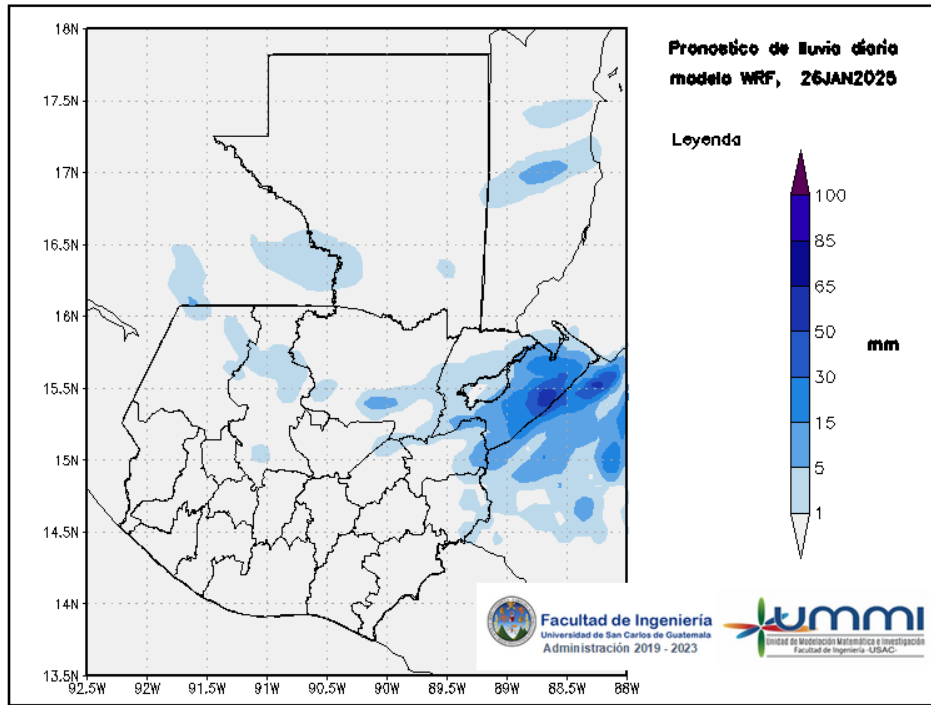 Pronostico de lluvia diaria
modelo WRF, 26JAN2025
Leyenda
100
85
65
50
30
15
5
1
mm
18N
17.5N
17N
16.5N
16N
15.5N
15N
14.5N
14N
13.5N
92.5W
92W
91.5W
91W
90.5W
90W
89.5W
89W
88.5W
88W
Facultad de Ingeniería
Universidad de San Carlos de Guatemala
Administración 2019 - 2023
UMMI
Unidad de Modelación Matemática e Investigación
Facultad de Ingeniería -USAC-